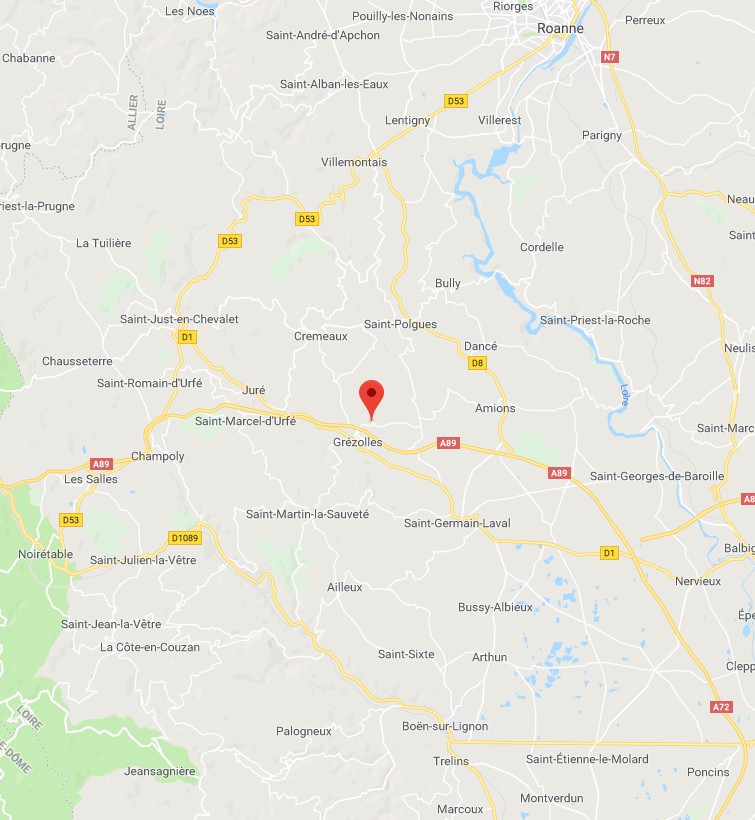 Riorges
Les Noes
Pouilly-les-Nonains
Perreux
Roanne
Saint-André-d'Apchon
N7
Chabanne
Saint-Alban-les-Eaux
D53
ALLIER
LOIRE
Lentigny
Villerest
Parigny
rugne
Villemontais
riest-la-Prugne
Neau
D53
Saint
D53
La Tuilière
Cordelle
Bully
N82
Saint-Just-en-Chevalet
Saint-Polgues
Saint-Priest-la-Roche
D1
Cremeaux
Dancé
Neulis
Chausseterre
D8
Saint-Romain-d'Urfé
Juré
Loire
Amions
Saint-Marcel-d'Urfé
Saint-Marc
Grézolles
A89
Champoly
A89
A89
Les Salles
Saint-Georges-de-Baroille
A8
D53
Saint-Martin-la-Sauveté
Saint-Germain-Laval
D1089
Noirétable
Saint-Julien-la-Vêtre
D1
Balbig
Ailleux
Nervieux
Bussy-Albieux
Épe
Saint-Jean-la-Vêtre
La Côte-en-Couzan
Saint-Sixte
Arthun
Clepp
A72
LOIRE
E-DÔME
Palogneux
Boën-sur-Lignon
Trelins
Saint-Étienne-le-Molard
Jeansagnière
Poncins
Montverdun
Marcoux